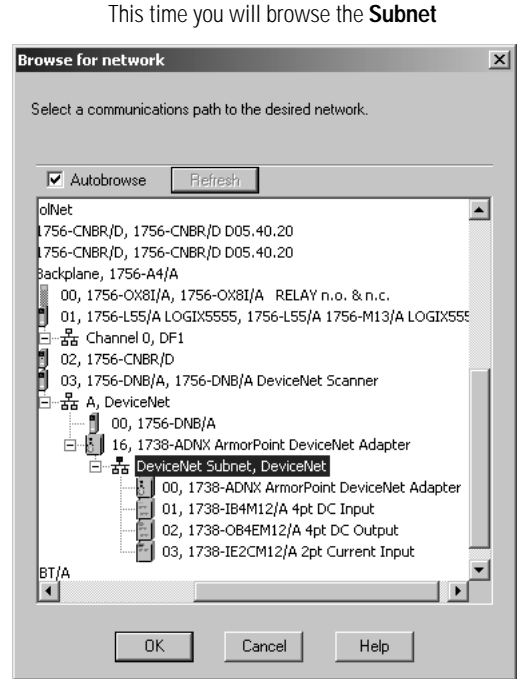 This time you will browse the Subnet
Browse for network
Select a communications path to the desired network.
Autobrowse
Refresh
olNet
1756-CNBR/D, 1756-CNBR/D D05.40.20
1756-CNBR/D, 1756-CNBR/D D05.40.20
Backplane, 1756-A4/A
00, 1756-OX8I/A, 1756-OX8I/A RELAY n.o. & n.c.
01, 1756-L55/A LOGIX5555, 1756-L55/A 1756-M13/A LOGIX555
Channel 0, DF1
02, 1756-CNBR/D
03, 1756-DNB/A, 1756-DNB/A DeviceNet Scanner
A, DeviceNet
00, 1756-DNB/A
16, 1738-ADNX ArmorPoint DeviceNet Adapter
DeviceNet Subnet, DeviceNet
00, 1738-ADNX ArmorPoint DeviceNet Adapter
01, 1738-IB4M12/A 4pt DC Input
02, 1738-OB4EM12/A 4pt DC Output
03, 1738-IE2CM12/A 2pt Current Input
BT/A
OK Cancel Help